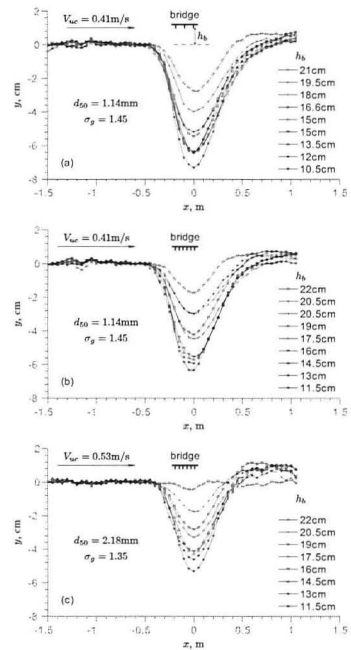 V_uc = 0.41m/s
bridge
h_b
2
0
-2
-4
-6
-8
y, cm
d_50 = 1.14mm
σ_g = 1.45
(a)
h_b
21cm
19.5cm
18cm
16.6cm
15cm
15cm
13.5cm
12cm
10.5cm
-1.5 -1 -0.5 0 0.5 1 1.5
x, m
V_uc = 0.41m/s
bridge
2
0
-2
-4
-6
-8
y, cm
d_50 = 1.14mm
σ_g = 1.45
(b)
h_b
22cm
20.5cm
20.5cm
19cm
17.5cm
16cm
14.5cm
13cm
11.5cm
-1.5 -1 -0.5 0 0.5 1 1.5
x, m
V_uc = 0.53m/s
bridge
2
0
-2
-4
-6
-8
y, cm
d_50 = 2.18mm
σ_g = 1.35
(c)
h_b
22cm
20.5cm
19cm
17.5cm
16cm
14.5cm
13cm
11.5cm
-1.5 -1 -0.5 0 0.5 1 1.5
x, m